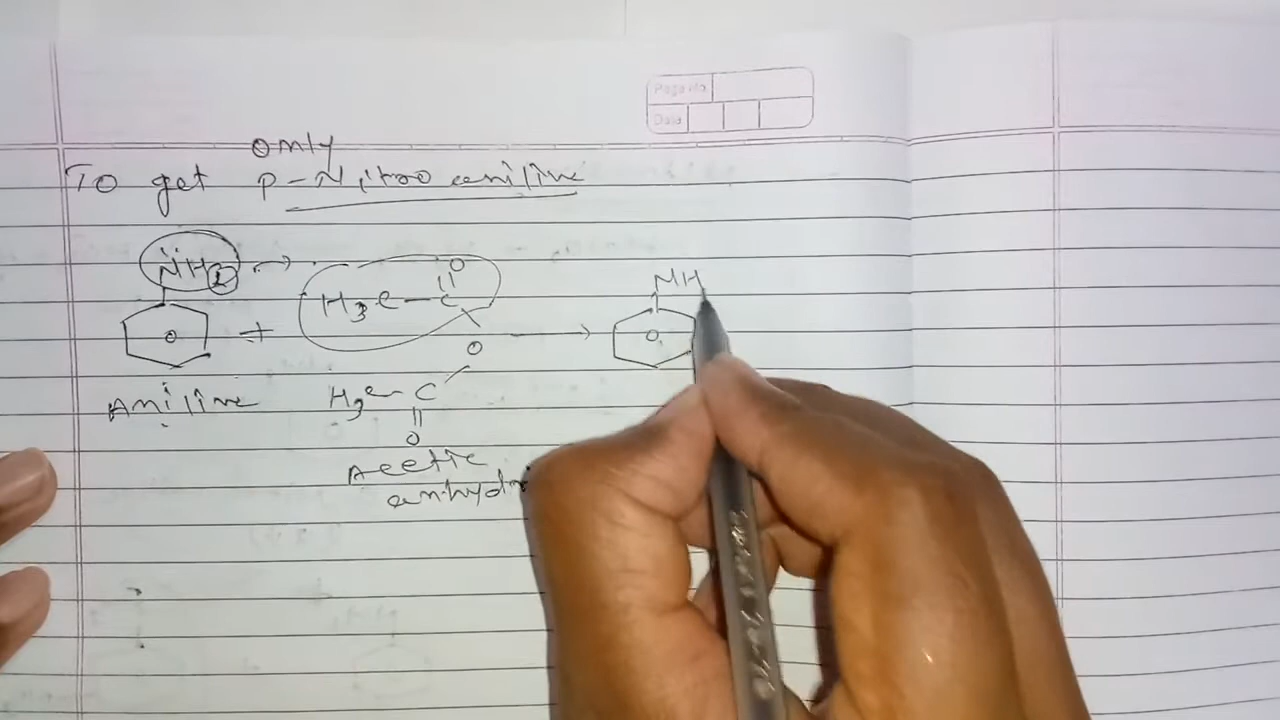 Page No.
Date
only
To get p-Nitro aniline
NH2
O
H3C-C
NH
+
O
O
H3C-C
Aniline
O
Acetic
anhydr